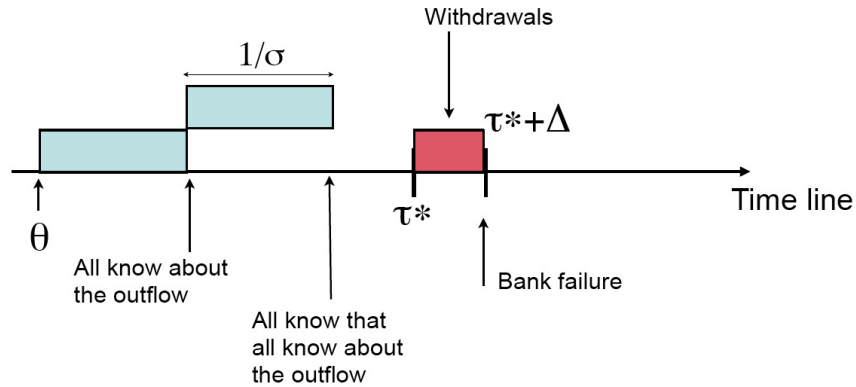 Withdrawals
1/σ
τ*+Δ
τ*
Time line
θ
All know about
the outflow
Bank failure
All know that
all know about
the outflow